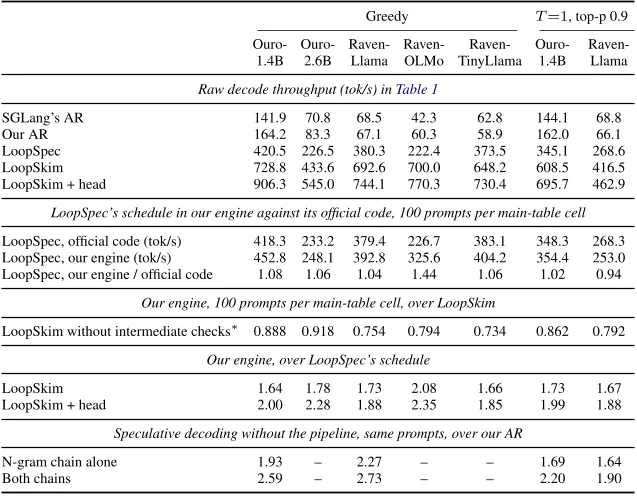 Greedy T=1, top-p 0.9
Ouro- Ouro- Raven- Raven- Raven- Ouro- Raven-
1.4B 2.6B Llama OLMo TinyLlama 1.4B Llama
Raw decode throughput (tok/s) in Table 1
SGLang's AR 141.9 70.8 68.5 42.3 62.8 144.1 68.8
Our AR 164.2 83.3 67.1 60.3 58.9 162.0 66.1
LoopSpec 420.5 226.5 380.3 222.4 373.5 345.1 268.6
LoopSkim 728.8 433.6 692.6 700.0 648.2 608.5 416.5
LoopSkim + head 906.3 545.0 744.1 770.3 730.4 695.7 462.9
LoopSpec's schedule in our engine against its official code, 100 prompts per main-table cell
LoopSpec, official code (tok/s) 418.3 233.2 379.4 226.7 383.1 348.3 268.3
LoopSpec, our engine (tok/s) 452.8 248.1 392.8 325.6 404.2 354.4 253.0
LoopSpec, our engine / official code 1.08 1.06 1.04 1.44 1.06 1.02 0.94
Our engine, 100 prompts per main-table cell, over LoopSkim
LoopSkim without intermediate checks* 0.888 0.918 0.754 0.794 0.734 0.862 0.792
Our engine, over LoopSpec's schedule
LoopSkim 1.64 1.78 1.73 2.08 1.66 1.73 1.67
LoopSkim + head 2.00 2.28 1.88 2.35 1.85 1.99 1.88
Speculative decoding without the pipeline, same prompts, over our AR
N-gram chain alone 1.93 – 2.27 – – 1.69 1.64
Both chains 2.59 – 2.73 – – 2.20 1.90